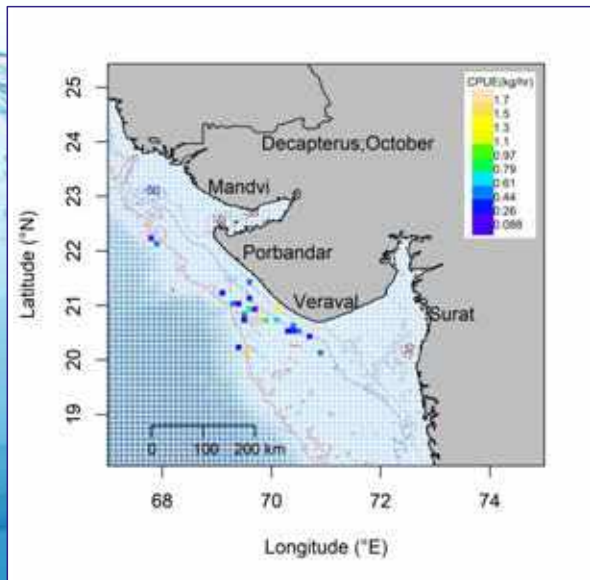 CPUE(kg/hr)
1.7
1.5
1.3
1.1
0.97
0.79
0.61
0.44
0.26
0.088
Decapterus,October
Mandvi
Porbandar
Veraval
Surat
0 100 200 km
25
24
23
22
21
20
19
Latitude (°N)
68 70 72 74
Longitude (°E)